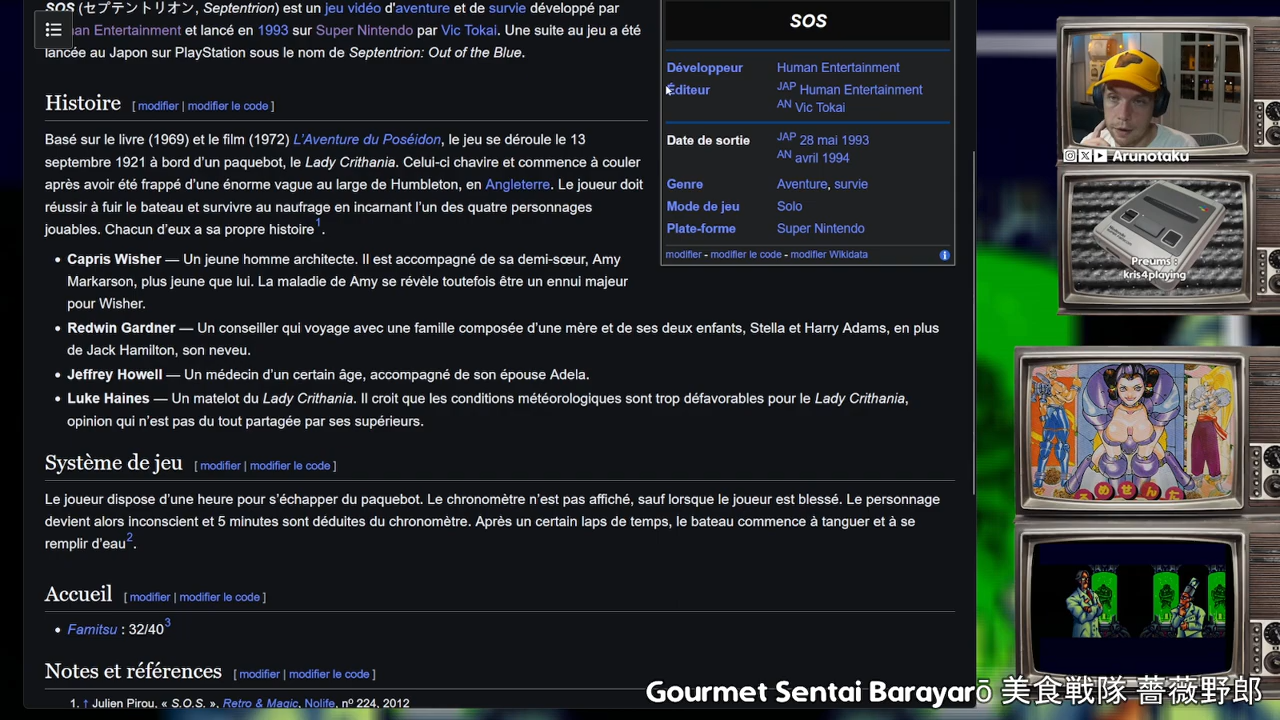 SOS (セプテントリオン, Septentrion) est un jeu vidéo d'aventure et de survie développé par
an Entertainment et lancé en 1993 sur Super Nintendo par Vic Tokai. Une suite au jeu a été
lancée au Japon sur PlayStation sous le nom de Septentrion: Out of the Blue.
Histoire [ modifier | modifier le code ]
Basé sur le livre (1969) et le film (1972) L'Aventure du Poséidon, le jeu se déroule le 13
septembre 1921 à bord d'un paquebot, le Lady Crithania. Celui-ci chavire et commence à couler
après avoir été frappé d'une énorme vague au large de Humbleton, en Angleterre. Le joueur doit
réussir à fuir le bateau et survivre au naufrage en incarnant l'un des quatre personnages
jouables. Chacun d'eux a sa propre histoire1.
• Capris Wisher — Un jeune homme architecte. Il est accompagné de sa demi-sœur, Amy
Markarson, plus jeune que lui. La maladie de Amy se révèle toutefois être un ennui majeur
pour Wisher.
• Redwin Gardner — Un conseiller qui voyage avec une famille composée d'une mère et de ses deux enfants, Stella et Harry Adams, en plus
de Jack Hamilton, son neveu.
• Jeffrey Howell — Un médecin d'un certain âge, accompagné de son épouse Adela.
• Luke Haines — Un matelot du Lady Crithania. Il croit que les conditions météorologiques sont trop défavorables pour le Lady Crithania,
opinion qui n'est pas du tout partagée par ses supérieurs.
Système de jeu [ modifier | modifier le code ]
Le joueur dispose d'une heure pour s'échapper du paquebot. Le chronomètre n'est pas affiché, sauf lorsque le joueur est blessé. Le personnage
devient alors inconscient et 5 minutes sont déduites du chronomètre. Après un certain laps de temps, le bateau commence à tanguer et à se
remplir d'eau2.
Accueil [ modifier | modifier le code ]
• Famitsu : 32/403
Notes et références [ modifier | modifier le code ]
1. ↑ Julien Pirou, « S.O.S. », Retro & Magic, Nolife, nº 224, 2012
SOS
Développeur Human Entertainment
Éditeur JAP Human Entertainment
AN Vic Tokai
Date de sortie JAP 28 mai 1993
AN avril 1994
Genre Aventure, survie
Mode de jeu Solo
Plate-forme Super Nintendo
modifier - modifier le code - modifier Wikidata
Arunotaku
Preums :
kris4playing
Gourmet Sentai Barayarō 美食戦隊 薔薇野郎